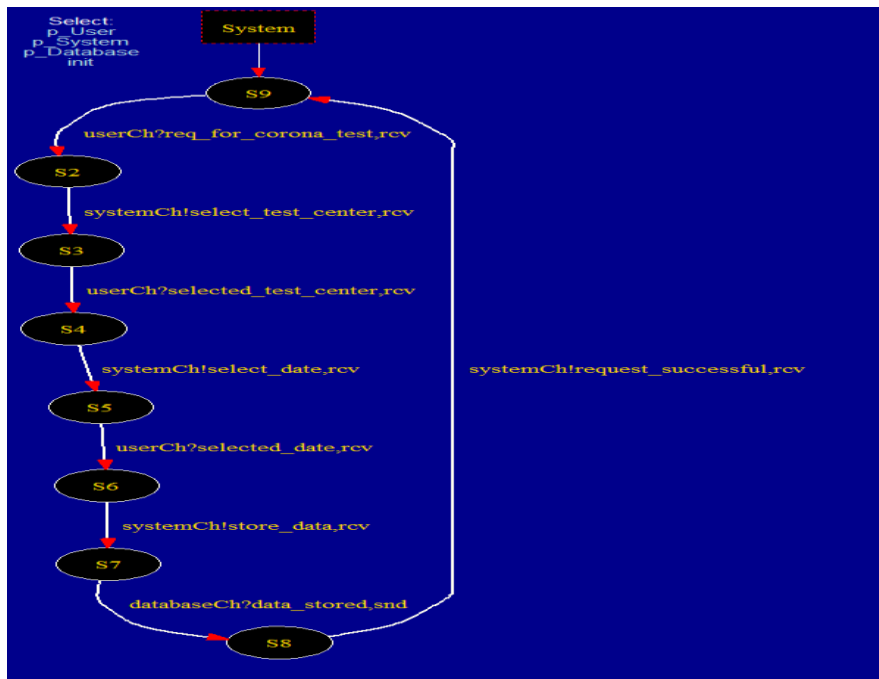 Select:
p_User
p_System
p_Database
init
System
S9
userCh?req_for_corona_test,rcv
S2
systemCh!select_test_center,rcv
S3
userCh?selected_test_center,rcv
S4
systemCh!select_date,rcv
systemCh!request_successful,rcv
S5
userCh?selected_date,rcv
S6
systemCh!store_data,rcv
S7
databaseCh?data_stored,snd
S8